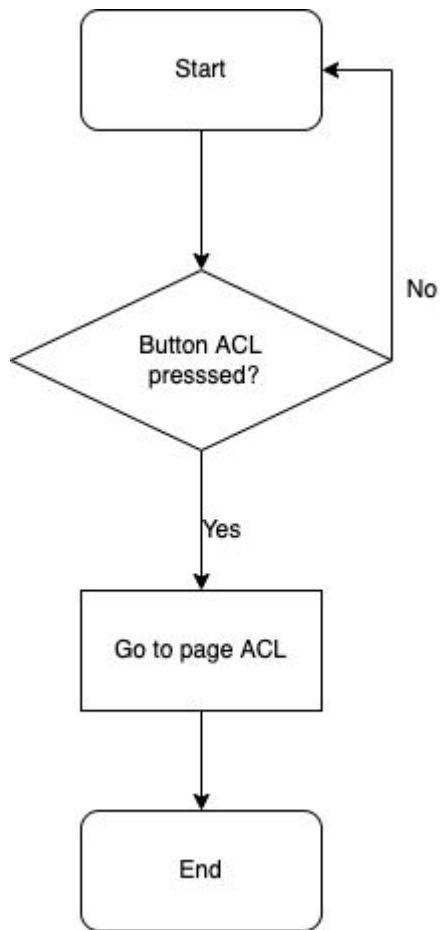 Start
No
Button ACL
presssed?
Yes
Go to page ACL
End